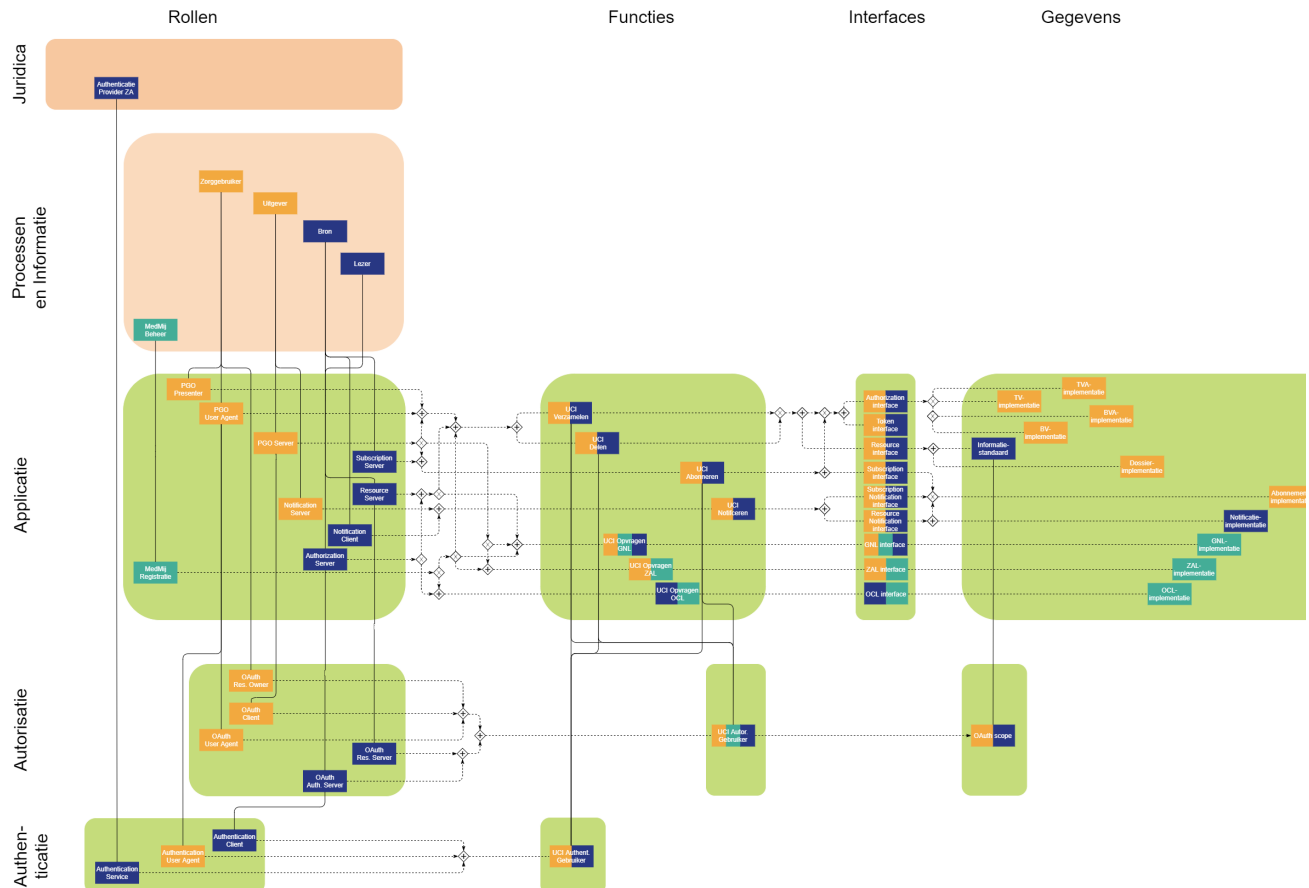 Rollen
Functies
Interfaces
Gegevens
Juridica
Authenticatie
Provider ZA
Processen
en Informatie
Zorggebruiker
Uitgever
Bron
Lezer
MedMij
Beheer
Applicatie
PGO
Presenter
PGO
User Agent
PGO Server
Subscription
Server
Resource
Server
Notification
Server
Notification
Client
Authorization
Server
MedMij
Registratie
UCI
Verzamelen
UCI
Delen
UCI
Abonneren
UCI
Notificeren
UCI Opvragen
GNL
UCI Opvragen
ZAL
UCI Opvragen
OCL
Authorization
interface
Token
interface
Resource
interface
Subscription
interface
Subscription
Notification
interface
Resource
Notification
interface
GNL interface
ZAL interface
OCL interface
TVA-
implementatie
TV-
implementatie
BVA-
implementatie
BV-
implementatie
Informatie-
standaard
Dossier-
implementatie
Abonnement
implementat
Notificatie-
implementatie
GNL-
implementatie
ZAL-
implementatie
OCL-
implementatie
Autorisatie
OAuth
Res. Owner
OAuth
Client
OAuth
User Agent
OAuth
Res. Server
OAuth
Auth. Server
UCI Autor.
Gebruiker
OAuth scope
Authen-
ticatie
Authentication
Client
Authentication
User Agent
Authentication
Service
UCI Authent.
Gebruiker